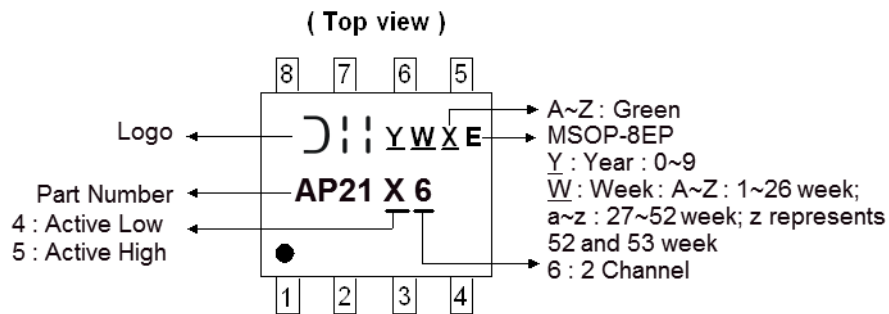 ( Top view )
8 7 6 5
Logo
Y W X E
A~Z : Green
MSOP-8EP
Y : Year : 0~9
W : Week : A~Z : 1~26 week;
a~z : 27~52 week; z represents
52 and 53 week
6 : 2 Channel
Part Number
AP21 X 6
4 : Active Low
5 : Active High
1 2 3 4